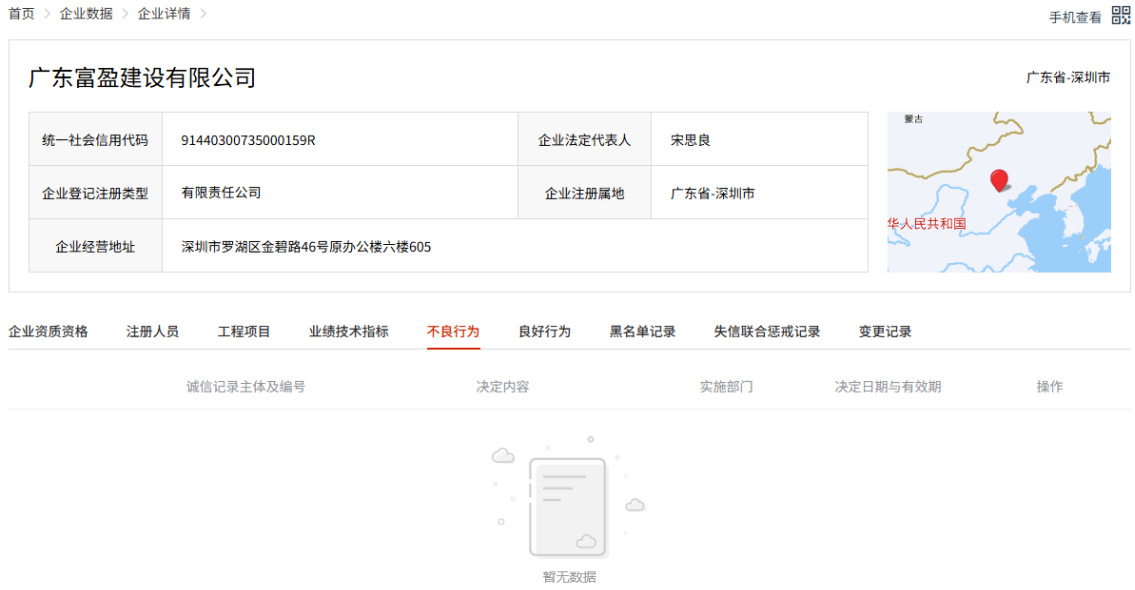 首页 > 企业数据 > 企业详情 >
手机查看
广东富盈建设有限公司
广东省-深圳市
统一社会信用代码 91440300735000159R 企业法定代表人 宋思良
企业登记注册类型 有限责任公司 企业注册属地 广东省-深圳市
企业经营地址 深圳市罗湖区金碧路46号原办公楼六楼605
蒙古
华人民共和国
企业资质资格 注册人员 工程项目 业绩技术指标 不良行为 良好行为 黑名单记录 失信联合惩戒记录 变更记录
诚信记录主体及编号 决定内容 实施部门 决定日期与有效期 操作
暂无数据